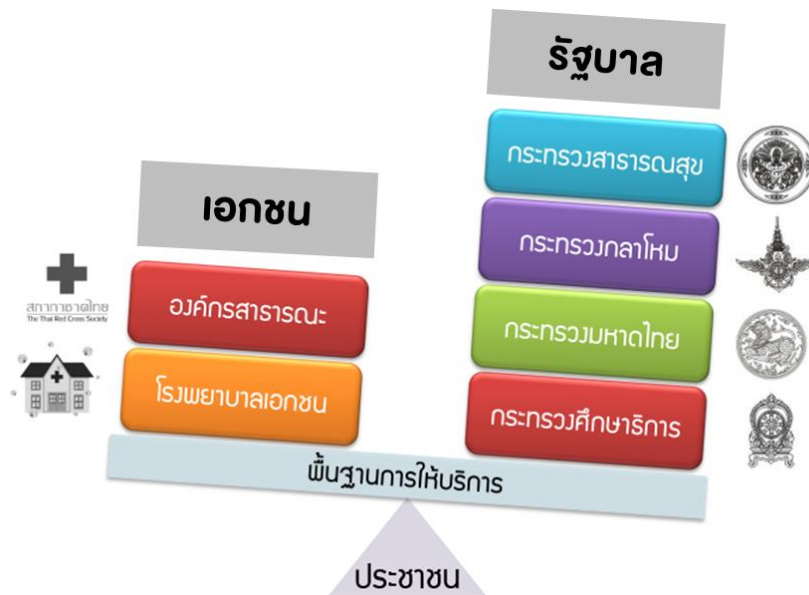 รัฐบาล
กระทรวงสาธารณสุข
กระทรวงกลาโหม
กระทรวงมหาดไทย
กระทรวงศึกษาธิการ
เอกชน
องค์กรสาธารณะ
โรงพยาบาลเอกชน
สภากาชาดไทย
The Thai Red Cross Society
พื้นฐานการให้บริการ
ประชาชน